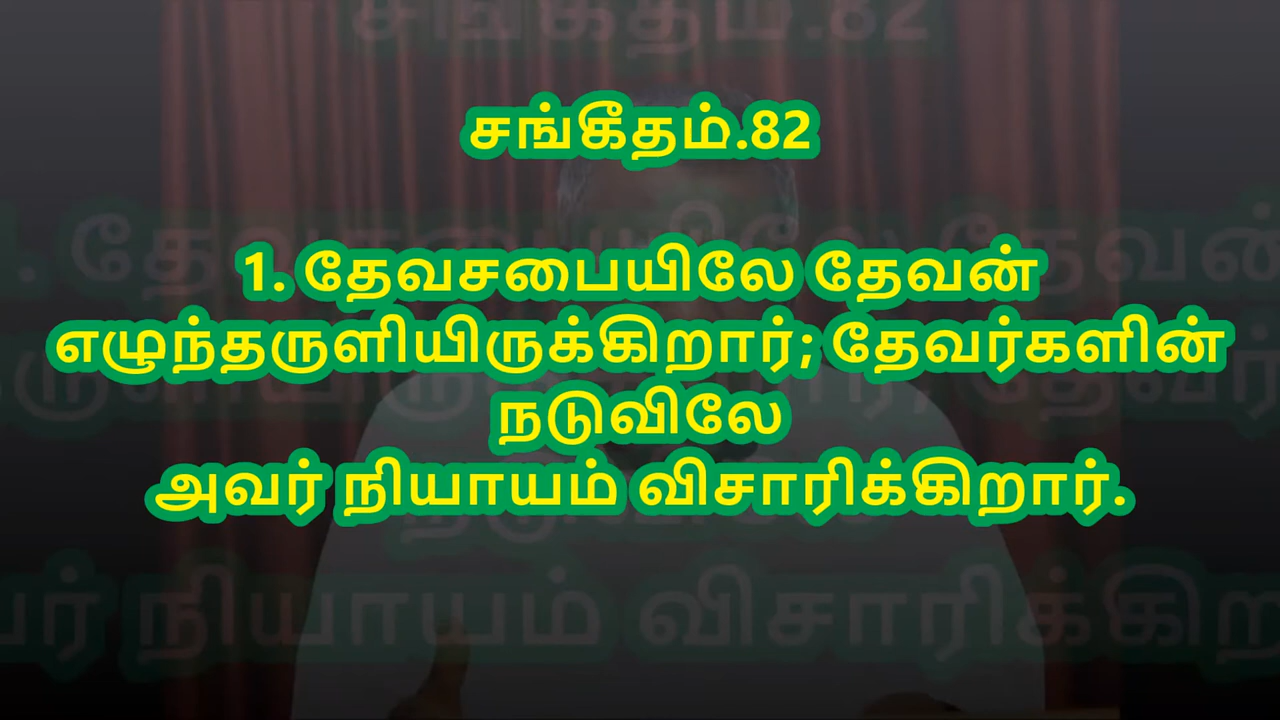 சங்கீதம்.82
1. தேவசபையிலே தேவன்
எழுந்தருளியிருக்கிறார்; தேவர்களின்
நடுவிலே
அவர் நியாயம் விசாரிக்கிறார்.